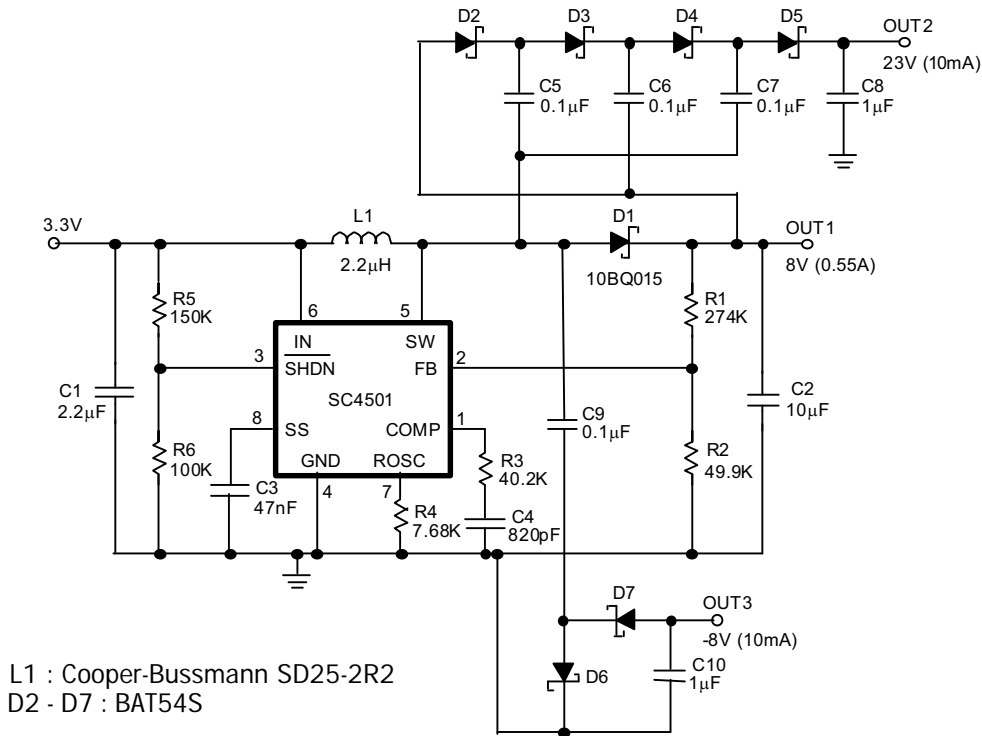 D2
D3
D4
D5
OUT2
23V (10mA)
C5
0.1µF
C6
0.1µF
C7
0.1µF
C8
1µF
3.3V
L1
2.2µH
D1
10BQ015
OUT1
8V (0.55A)
R5
150K
6
5
R1
274K
IN
SW
3
SHDN
FB
2
SC4501
C1
2.2µF
C9
0.1µF
C2
10µF
8
SS
COMP
1
R6
100K
R3
40.2K
R2
49.9K
GND
ROSC
C3
47nF
4
7
R4
7.68K
C4
820pF
D7
OUT3
-8V (10mA)
D6
C10
1µF
L1 : Cooper-Bussmann SD25-2R2
D2 - D7 : BAT54S